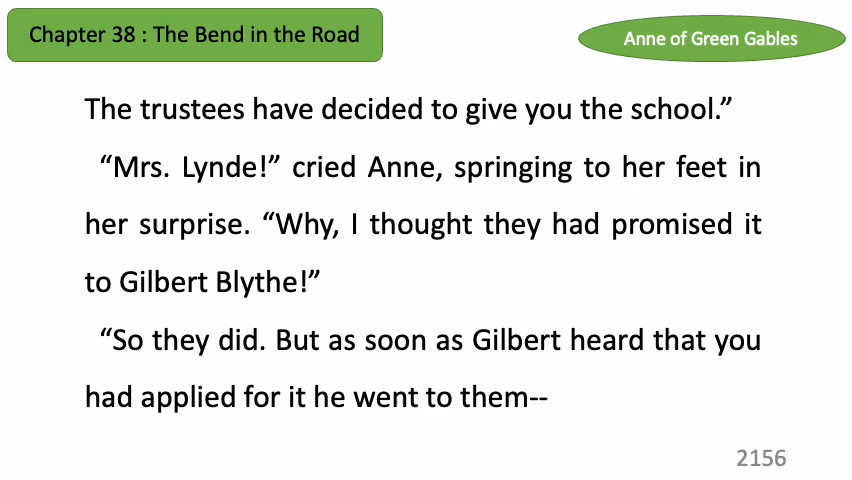 Chapter 38 : The Bend in the Road
Anne of Green Gables
The trustees have decided to give you the school.”
“Mrs. Lynde!” cried Anne, springing to her feet in
her surprise. “Why, I thought they had promised it
to Gilbert Blythe!”
“So they did. But as soon as Gilbert heard that you
had applied for it he went to them--
2156